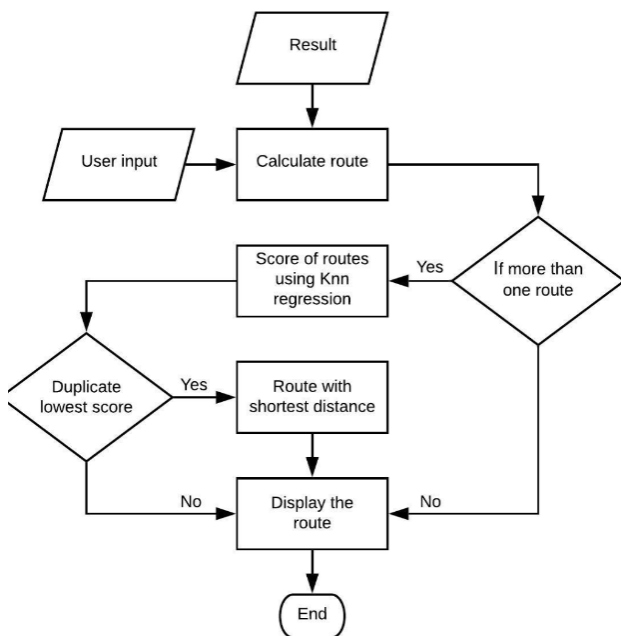 Result
User input
Calculate route
If more than
one route
Yes
Score of routes
using Knn
regression
Duplicate
lowest score
Yes
Route with
shortest distance
No
Display the
route
No
End